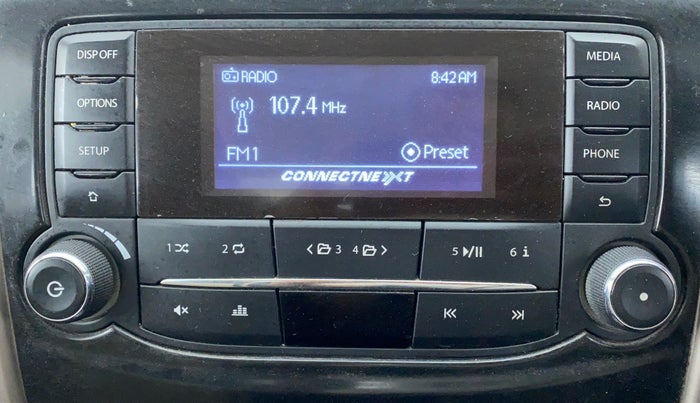 DISP OFF
OPTIONS
SETUP
RADIO 8:42 AM
107.4 MHz
FM1 Preset
CONNECTNEXT
MEDIA
RADIO
PHONE
1 2 3 4 5 6 i